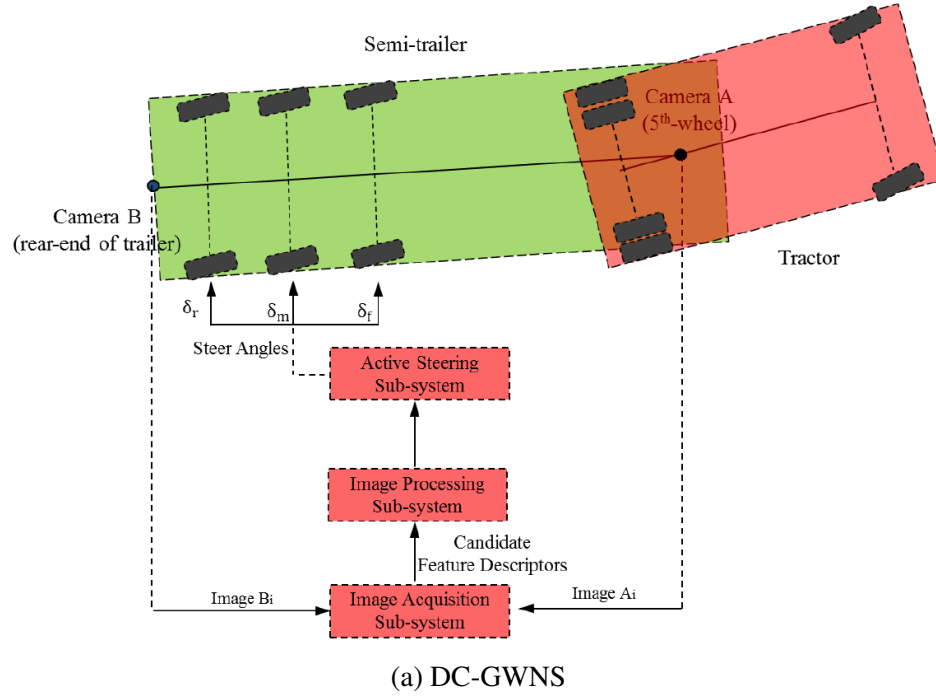 Semi-trailer
Camera A
(5th-wheel)
Camera B
(rear-end of trailer)
Tractor
δr
δm
δf
Steer Angles
Active Steering
Sub-system
Image Processing
Sub-system
Candidate
Feature Descriptors
Image Bi
Image Acquisition
Sub-system
Image Ai
(a) DC-GWNS